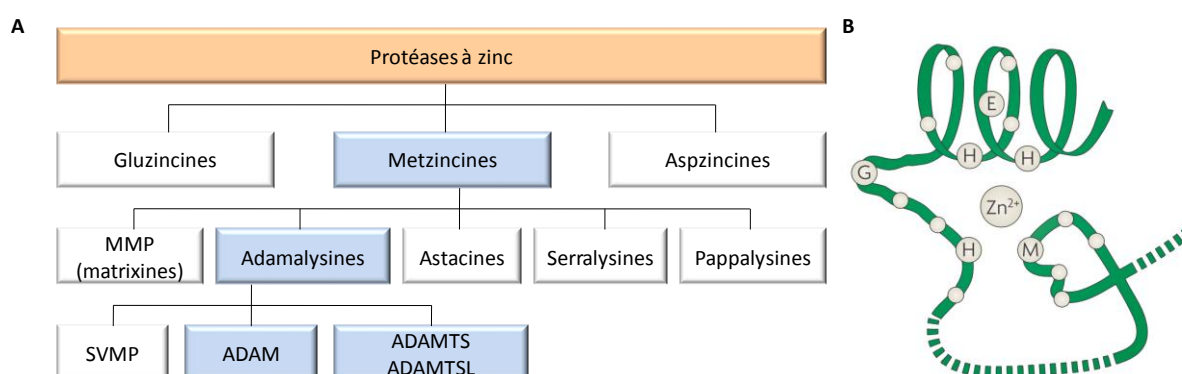 A
Protéases à zinc
Gluzincines
Metzincines
Aspzincines
MMP
(matrixines)
Adamalysines
Astacines
Serralysines
Pappalysines
SVMP
ADAM
ADAMTS
ADAMTSL
B
E
H
H
G
Zn²⁺
H
M